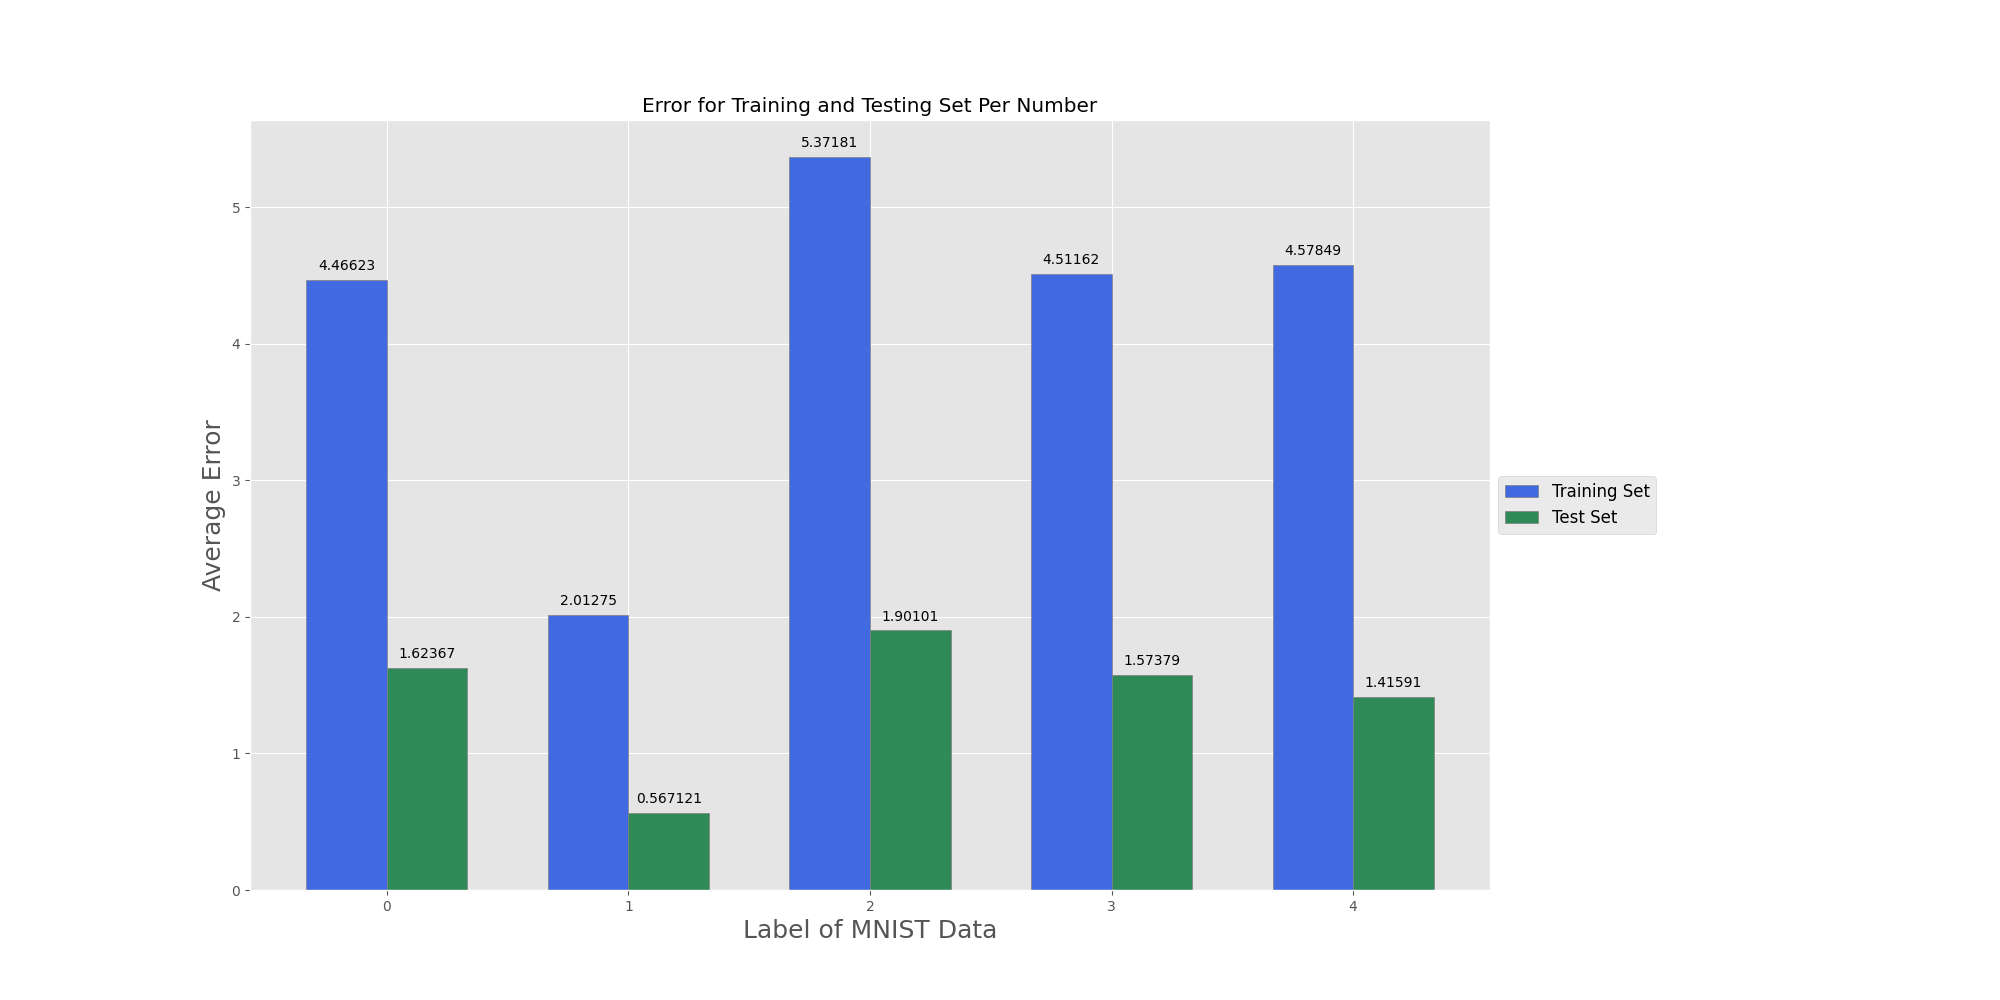 Error for Training and Testing Set Per Number
5.37181
4.57849
4.51162
4.46623
2.01275
1.90101
1.62367
1.57379
1.41591
0.567121
5
4
3
2
1
0
Average Error
0 1 2 3 4
Label of MNIST Data
Training Set
Test Set